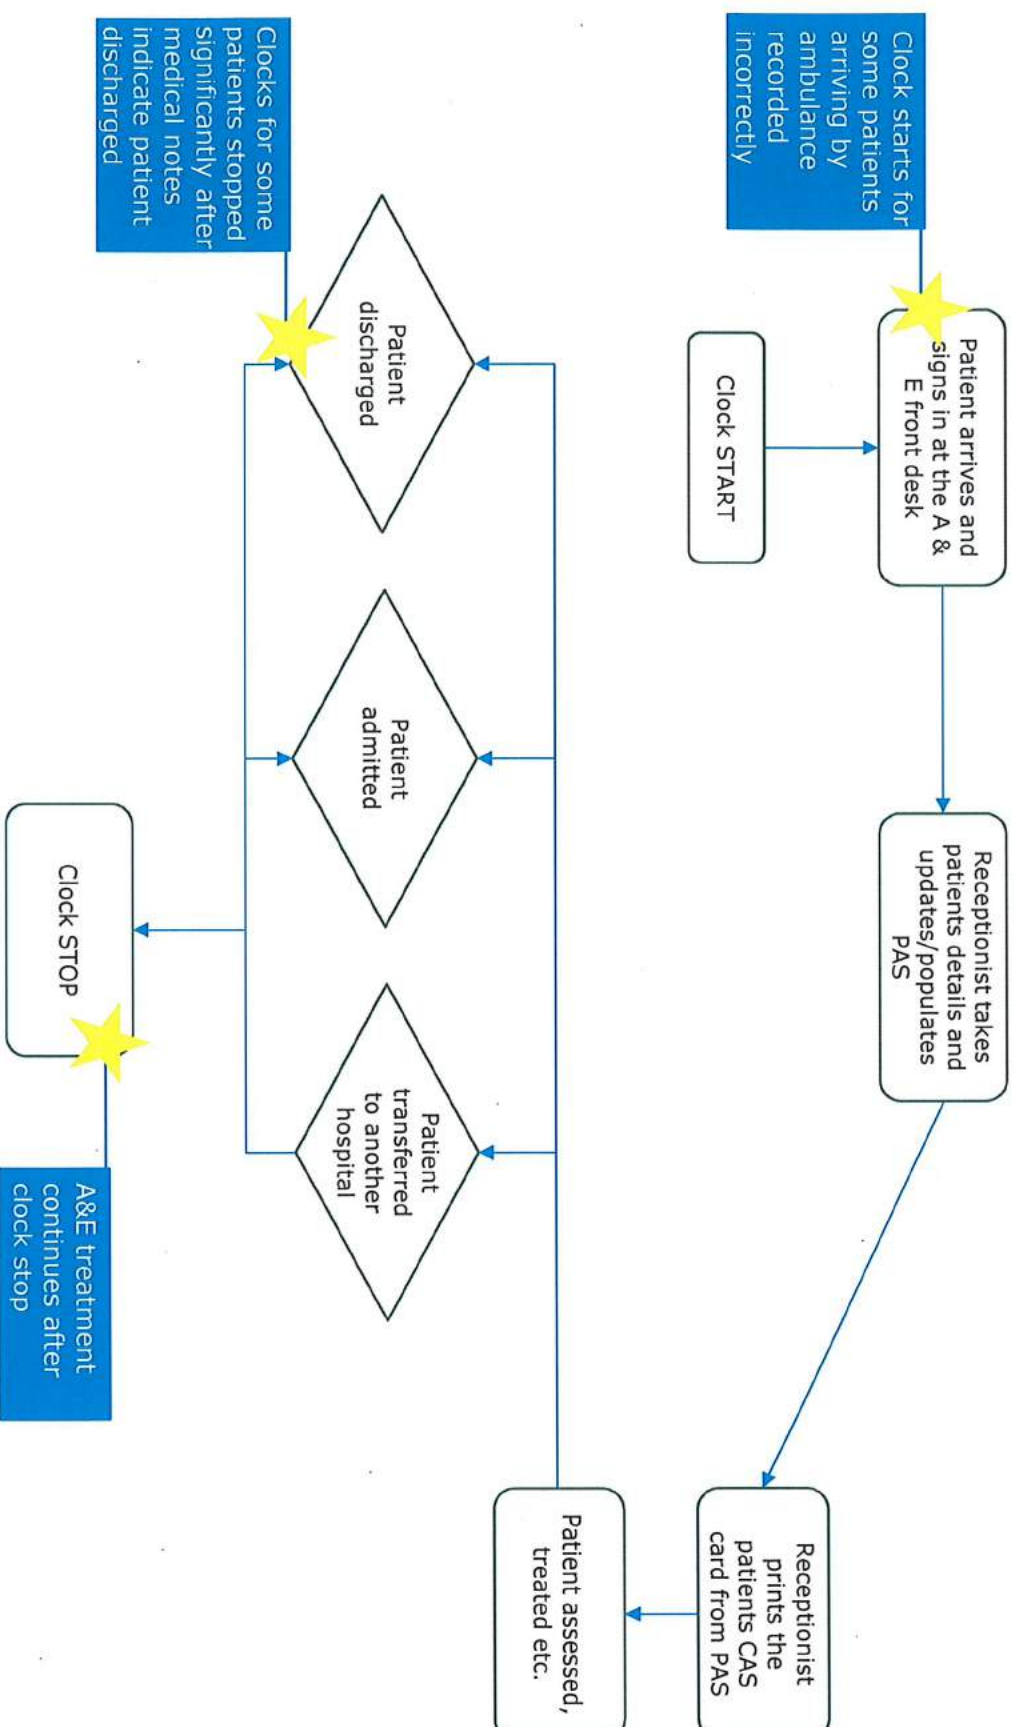 Clock starts for
some patients
arriving by
ambulance
recorded
incorrectly
Patient arrives and
signs in at the A &
E front desk
Clock START
Receptionist takes
patients details and
updates/populates
PAS
Receptionist
prints the
patients CAS
card from PAS
Patient assessed,
treated etc.
Clocks for some
patients stopped
significantly after
medical notes
indicate patient
discharged
Patient
discharged
Patient
admitted
Patient
transferred
to another
hospital
Clock STOP
A&E treatment
continues after
clock stop